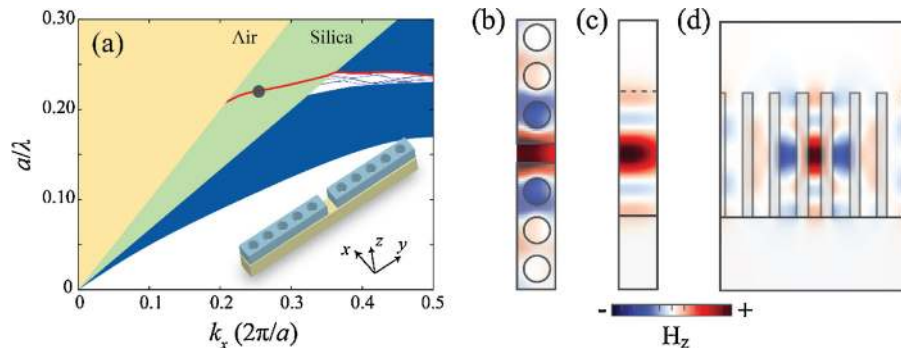 (a)
Air
Silica
a/λ
0.30
0.20
0.10
0
0
0.1
0.2
0.3
0.4
0.5
kₓ (2π/a)
x
z
y
(b)
(c)
(d)
-
+
H_z